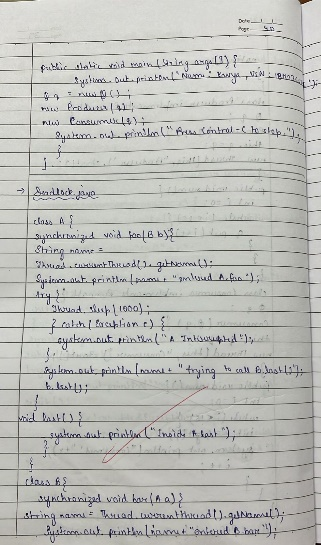 Date
Page 50
public static void main(String args[]) {
System.out.println("Name: Kavya, USN:
Q q = new Q();
new Producer(q);
new Consumer(q);
System.out.println("Press Control-C to stop.");
}
}
→ Deadlock.java
class A {
synchronized void foo(B b) {
String name =
Thread.currentThread().getName();
System.out.println(name + "entered A.foo");
try {
Thread.sleep(1000);
} catch (Exception e) {
system.out.println("A Interrupted");
}
System.out.println(name + "trying to call B.last()");
b.last();
}
void last() {
system.out.println("Inside A.last");
}
}
class B {
synchronized void bar(A a) {
String name = Thread.currentThread().getName();
System.out.println(name + "entered B bar");